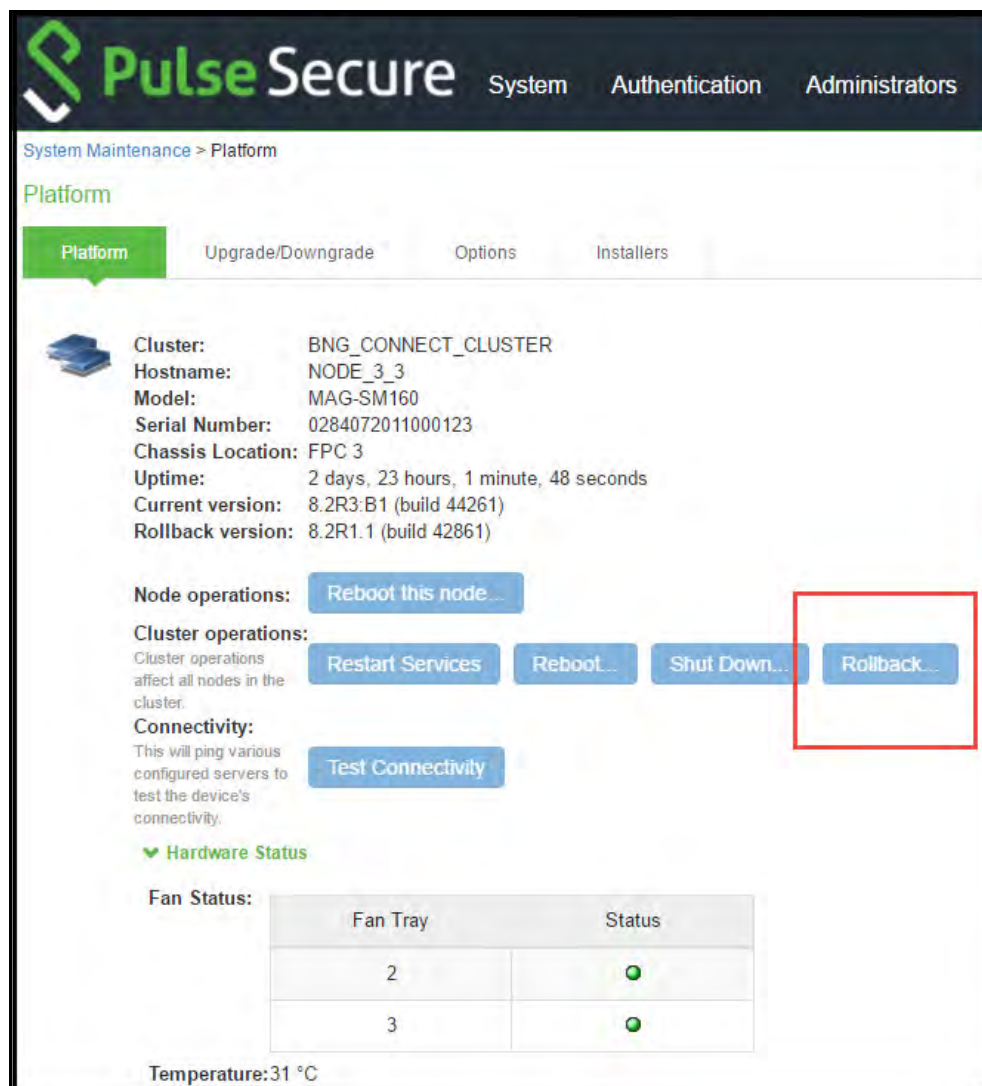 Pulse Secure System Authentication Administrators
System Maintenance > Platform
Platform
Platform Upgrade/Downgrade Options Installers
Cluster: BNG_CONNECT_CLUSTER
Hostname: NODE_3_3
Model: MAG-SM160
Serial Number: 0284072011000123
Chassis Location: FPC 3
Uptime: 2 days, 23 hours, 1 minute, 48 seconds
Current version: 8.2R3:B1 (build 44261)
Rollback version: 8.2R1.1 (build 42861)
Node operations: Reboot this node...
Cluster operations:
Cluster operations
affect all nodes in the
cluster.
Restart Services Reboot... Shut Down... Rollback...
Connectivity:
This will ping various
configured servers to
test the device's
connectivity.
Test Connectivity
Hardware Status
Fan Status:
Fan Tray Status
2
3
Temperature: 31 °C